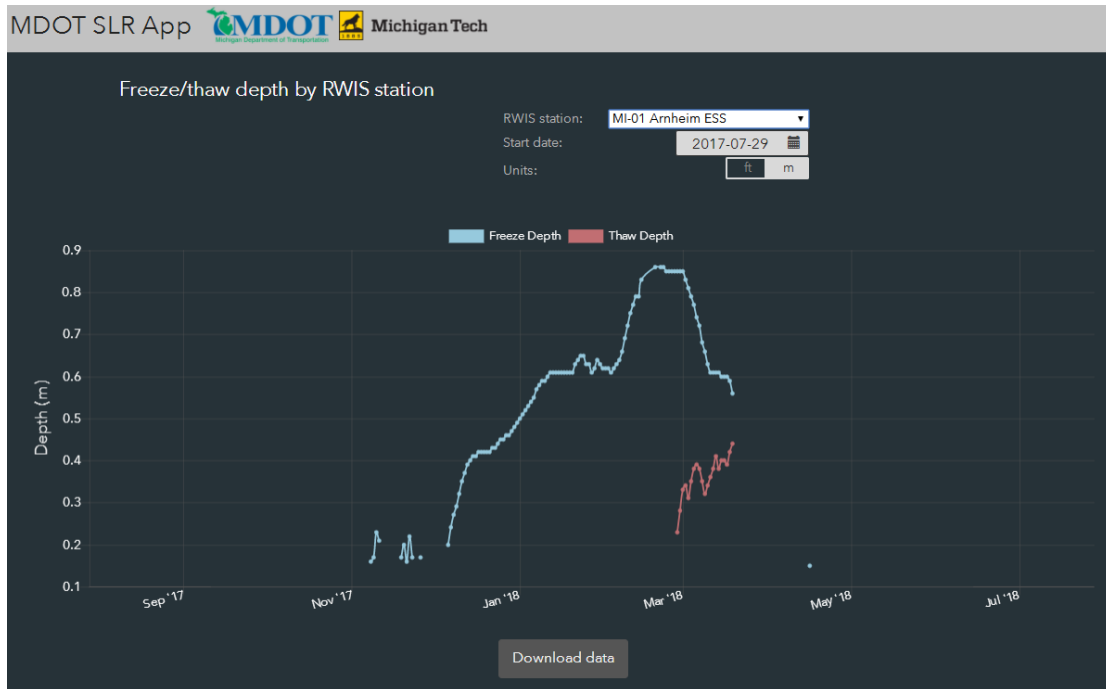 MDOT SLR App MDOT Michigan Department of Transportation 1885 Michigan Tech
Freeze/thaw depth by RWIS station
RWIS station: MI-01 Arnheim ESS
Start date: 2017-07-29
Units: ft m
Freeze Depth Thaw Depth
0.9
0.8
0.7
0.6
0.5
0.4
0.3
0.2
0.1
Depth (m)
Sep '17 Nov '17 Jan '18 Mar '18 May '18 Jul '18
Download data